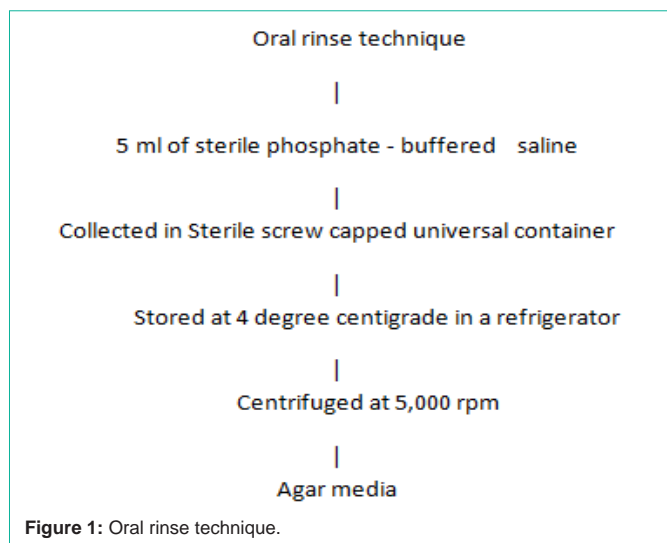 Oral rinse technique
|
5 ml of sterile phosphate - buffered saline
|
Collected in Sterile screw capped universal container
|
Stored at 4 degree centigrade in a refrigerator
|
Centrifuged at 5,000 rpm
|
Agar media
Figure 1: Oral rinse technique.